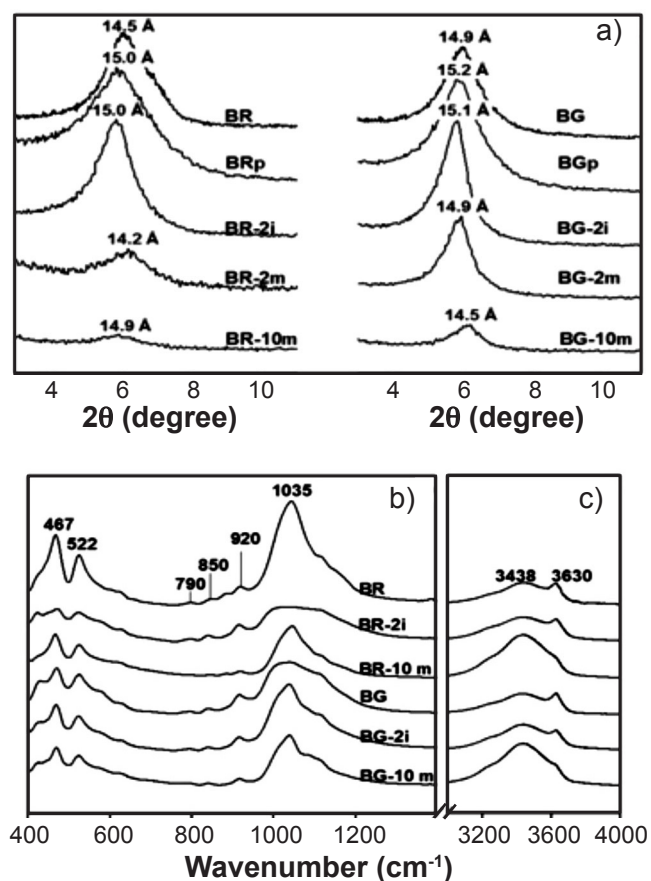 a)
14.5 Å
15.0 Å
15.0 Å
14.2 Å
14.9 Å
BR
BRp
BR-2i
BR-2m
BR-10m
14.9 Å
15.2 Å
15.1 Å
14.9 Å
14.5 Å
BG
BGp
BG-2i
BG-2m
BG-10m
4 6 8 10
4 6 8 10
2θ (degree)
2θ (degree)
b)
467
522
790
850
920
1035
BR
BR-2i
BR-10 m
BG
BG-2i
BG-10 m
c)
3438
3630
400 600 800 1000 1200
3200 3600 4000
Wavenumber (cm⁻¹)